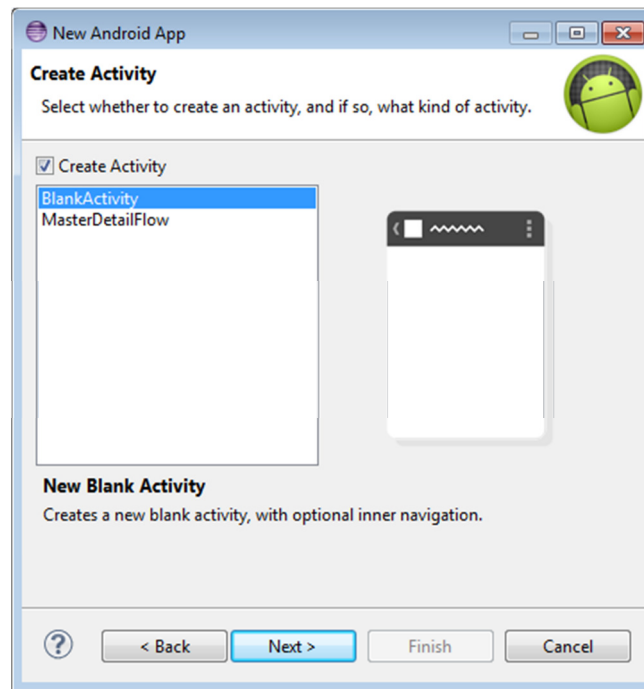 New Android App
Create Activity
Select whether to create an activity, and if so, what kind of activity.
Create Activity
BlankActivity
MasterDetailFlow
New Blank Activity
Creates a new blank activity, with optional inner navigation.
?
< Back
Next >
Finish
Cancel